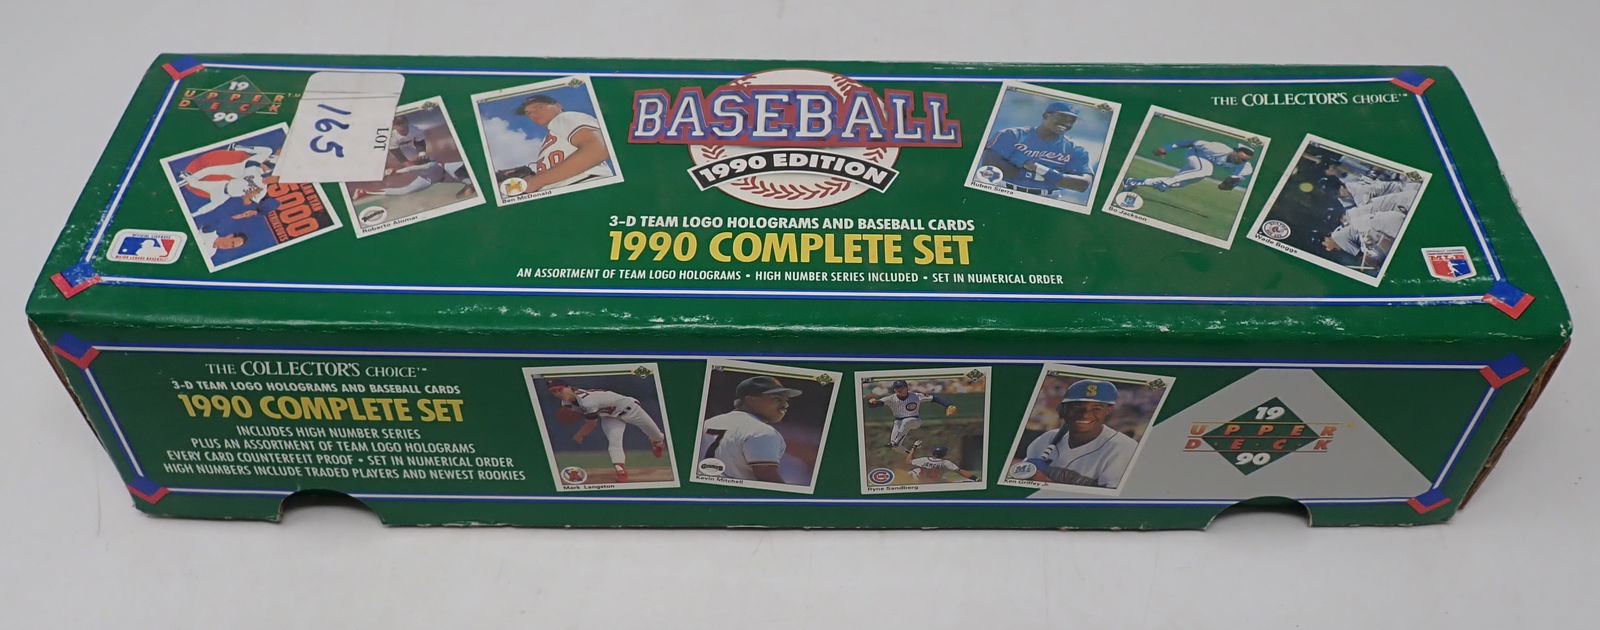 19
UPPER
DECK
90
LOT
165
5000
Roberto Alomar
Ben McDonald
BASEBALL
1990 EDITION
3-D TEAM LOGO HOLOGRAMS AND BASEBALL CARDS
1990 COMPLETE SET
AN ASSORTMENT OF TEAM LOGO HOLOGRAMS • HIGH NUMBER SERIES INCLUDED • SET IN NUMERICAL ORDER
THE COLLECTOR'S CHOICE™
Rangers
Ruben Sierra
Bo Jackson
Wade Boggs
THE COLLECTOR'S CHOICE™
3-D TEAM LOGO HOLOGRAMS AND BASEBALL CARDS
1990 COMPLETE SET
INCLUDES HIGH NUMBER SERIES
PLUS AN ASSORTMENT OF TEAM LOGO HOLOGRAMS
EVERY CARD COUNTERFEIT PROOF • SET IN NUMERICAL ORDER
HIGH NUMBERS INCLUDE TRADED PLAYERS AND NEWEST ROOKIES
Mark Langston
7
Kevin Mitchell
Ryne Sandberg
S
Ken Griffey Jr.
19
UPPER
D·E·C·K
90